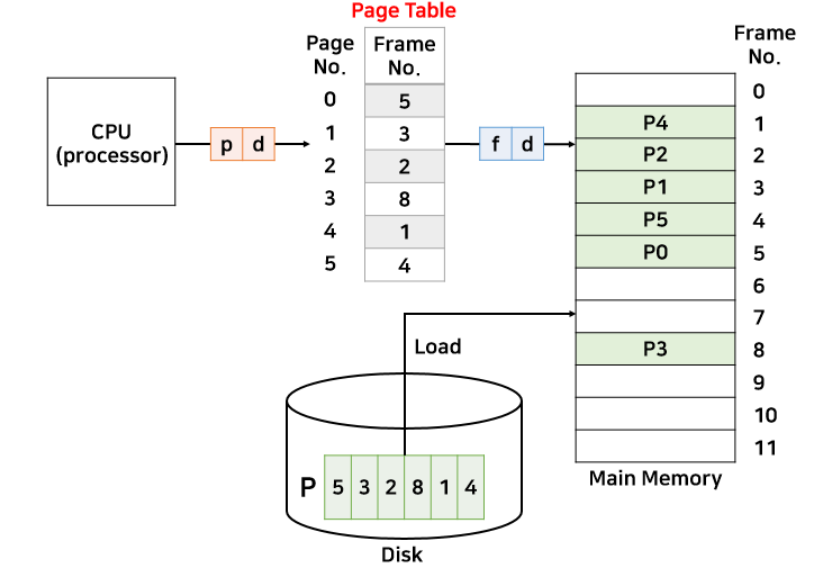 Page Table
Page No.
Frame No.
0 5
1 3
2 2
3 8
4 1
5 4
CPU
(processor)
p d
f d
Frame No.
0
P4 1
P2 2
P1 3
P5 4
P0 5
6
7
P3 8
9
10
11
Main Memory
Load
P 5 3 2 8 1 4
Disk